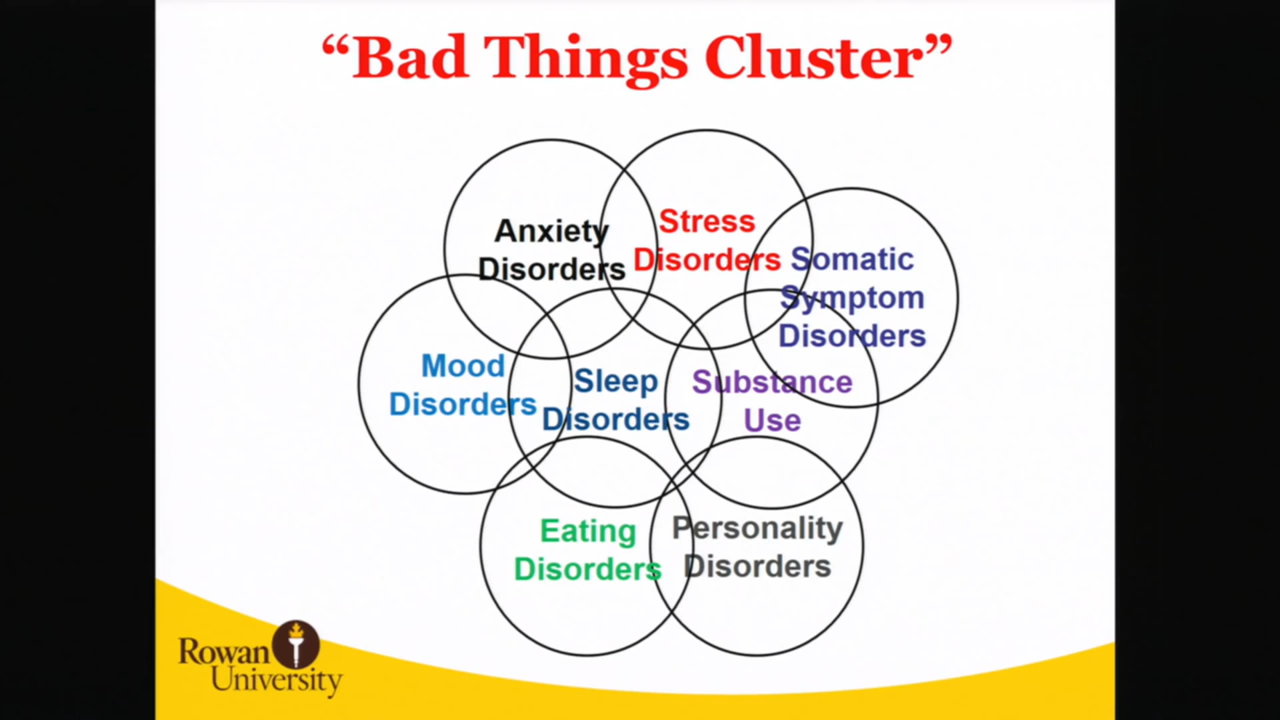 “Bad Things Cluster”
Anxiety
Disorders
Stress
Disorders
Somatic
Symptom
Disorders
Mood
Disorders
Sleep
Disorders
Substance
Use
Eating
Disorders
Personality
Disorders
Rowan
University